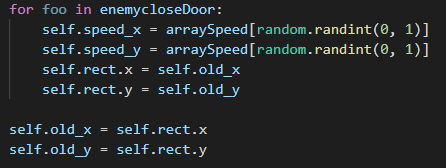 for foo in enemycloseDoor:
    self.speed_x = arraySpeed[random.randint(0, 1)]
    self.speed_y = arraySpeed[random.randint(0, 1)]
    self.rect.x = self.old_x
    self.rect.y = self.old_y

self.old_x = self.rect.x
self.old_y = self.rect.y